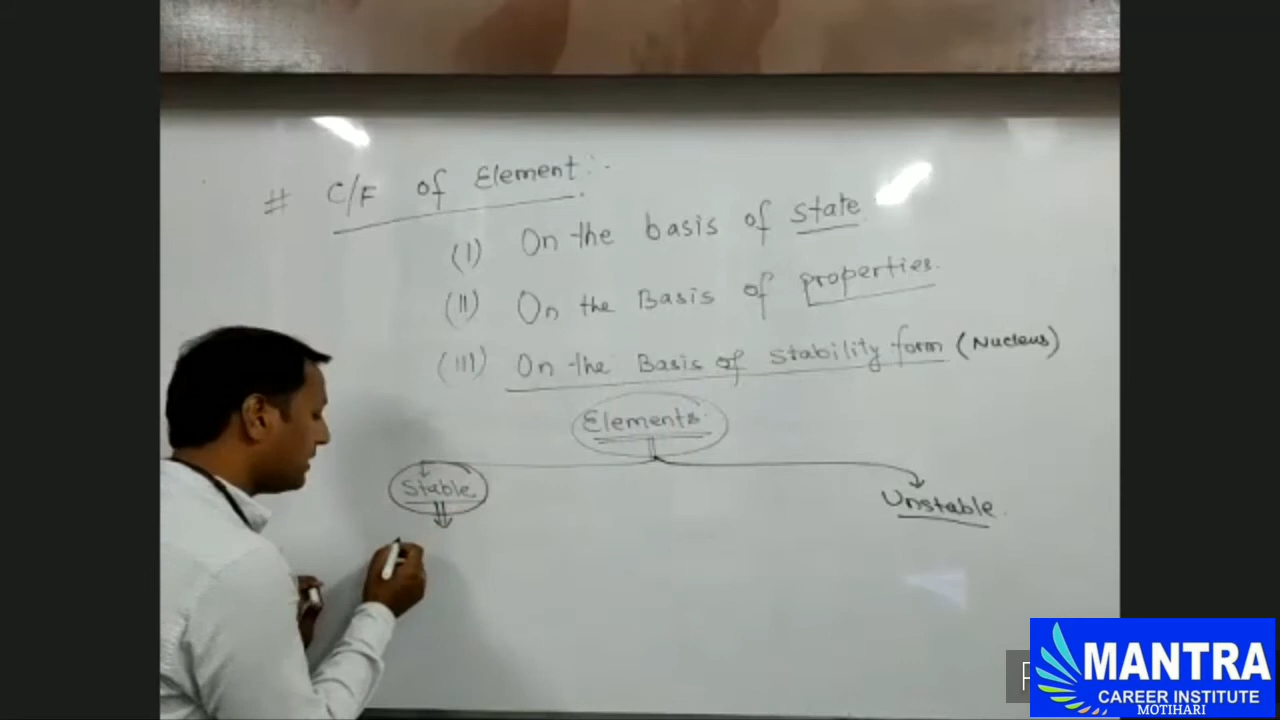 # C/F of Element:-
(I) On the basis of state
(II) On the Basis of properties.
(III) On the Basis of Stability form (Nucleus)
Elements
Stable
Unstable
MANTRA
CAREER INSTITUTE
MOTIHARI